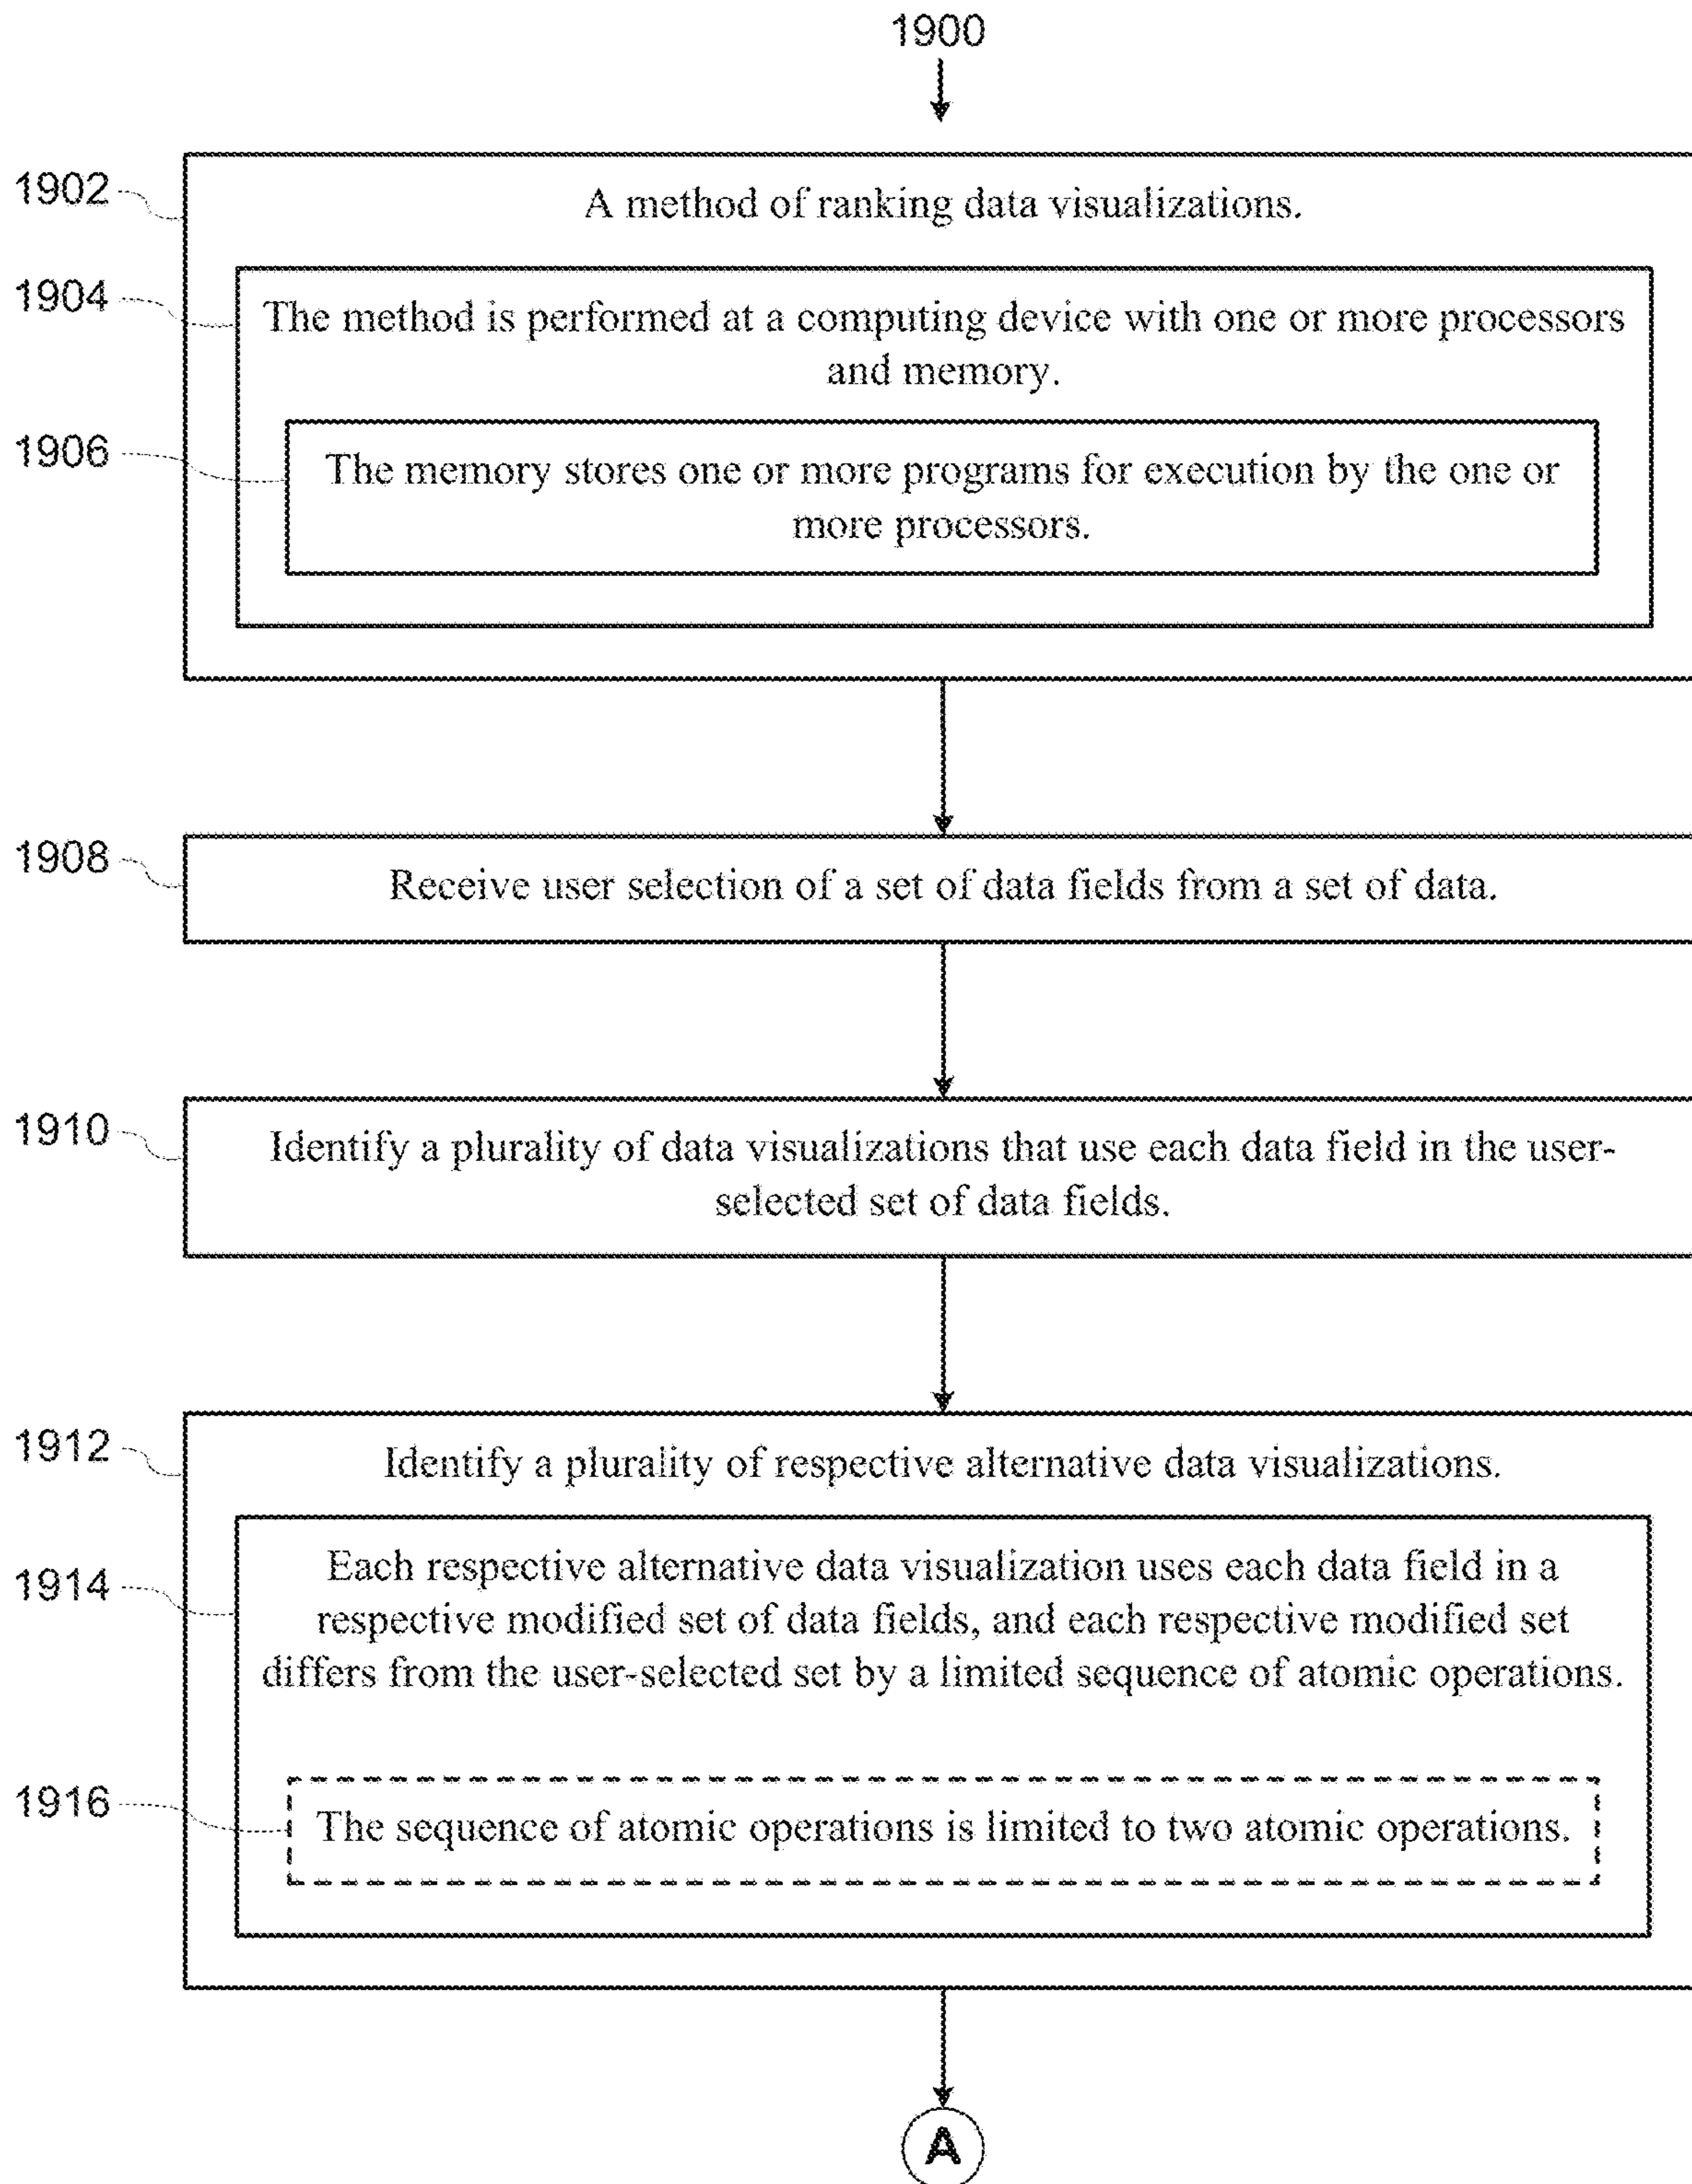 1900
1902
A method of ranking data visualizations.
1904
The method is performed at a computing device with one or more processors
and memory.
1906
The memory stores one or more programs for execution by the one or
more processors.
1908
Receive user selection of a set of data fields from a set of data.
1910
Identify a plurality of data visualizations that use each data field in the user-
selected set of data fields.
1912
Identify a plurality of respective alternative data visualizations.
1914
Each respective alternative data visualization uses each data field in a
respective modified set of data fields, and each respective modified set
differs from the user-selected set by a limited sequence of atomic operations.
1916
The sequence of atomic operations is limited to two atomic operations.
A